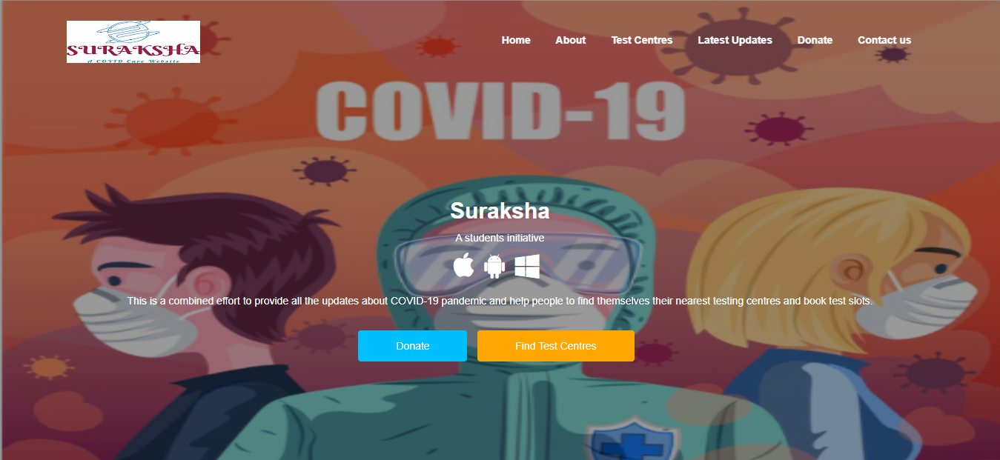 SURAKSHA
A COVID Care Website
Home About Test Centres Latest Updates Donate Contact us
COVID-19
Suraksha
A students initiative
This is a combined effort to provide all the updates about COVID-19 pandemic and help people to find themselves their nearest testing centres and book test slots.
Donate Find Test Centres